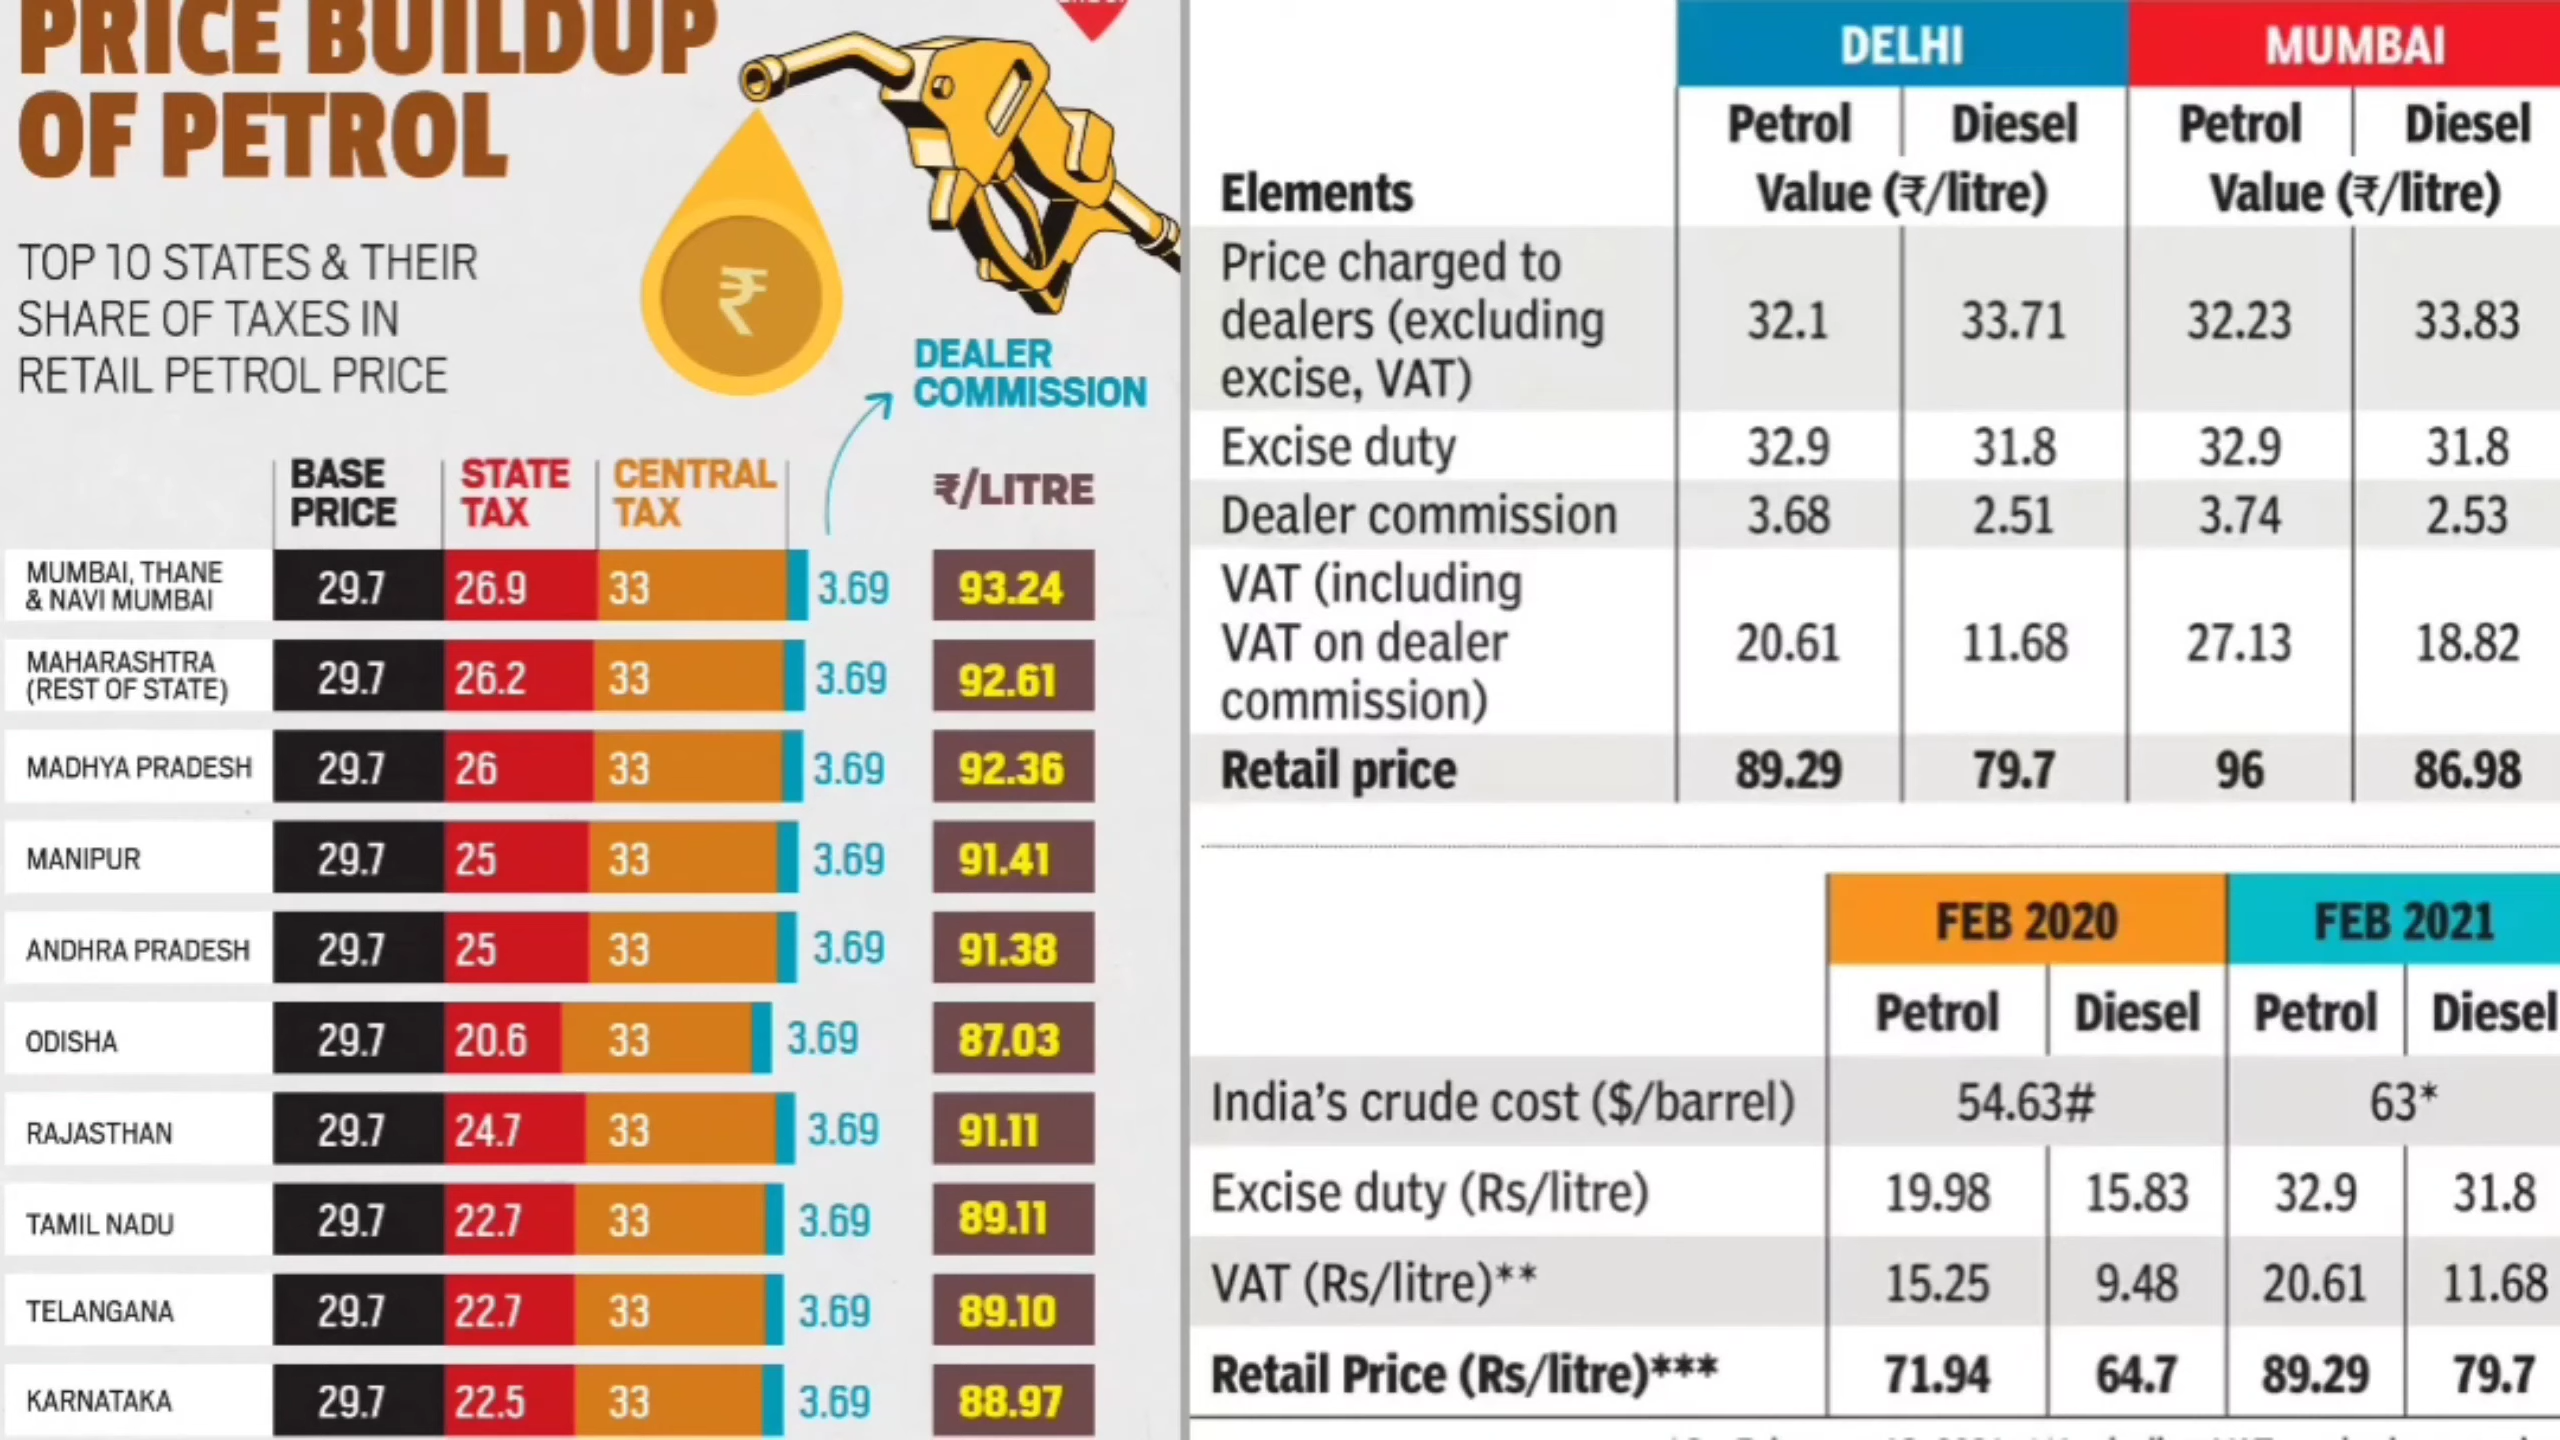 PRICE BUILDUP
OF PETROL
TOP 10 STATES & THEIR
SHARE OF TAXES IN
RETAIL PETROL PRICE
₹
DEALER
COMMISSION
BASE PRICE STATE TAX CENTRAL TAX ₹/LITRE
MUMBAI, THANE & NAVI MUMBAI 29.7 26.9 33 3.69 93.24
MAHARASHTRA (REST OF STATE) 29.7 26.2 33 3.69 92.61
MADHYA PRADESH 29.7 26 33 3.69 92.36
MANIPUR 29.7 25 33 3.69 91.41
ANDHRA PRADESH 29.7 25 33 3.69 91.38
ODISHA 29.7 20.6 33 3.69 87.03
RAJASTHAN 29.7 24.7 33 3.69 91.11
TAMIL NADU 29.7 22.7 33 3.69 89.11
TELANGANA 29.7 22.7 33 3.69 89.10
KARNATAKA 29.7 22.5 33 3.69 88.97
DELHI MUMBAI
Petrol Diesel Petrol Diesel
Elements Value (₹/litre) Value (₹/litre)
Price charged to
dealers (excluding 32.1 33.71 32.23 33.83
excise, VAT)
Excise duty 32.9 31.8 32.9 31.8
Dealer commission 3.68 2.51 3.74 2.53
VAT (including
VAT on dealer 20.61 11.68 27.13 18.82
commission)
Retail price 89.29 79.7 96 86.98
FEB 2020 FEB 2021
Petrol Diesel Petrol Diesel
India's crude cost ($/barrel) 54.63# 63*
Excise duty (Rs/litre) 19.98 15.83 32.9 31.8
VAT (Rs/litre)** 15.25 9.48 20.61 11.68
Retail Price (Rs/litre)*** 71.94 64.7 89.29 79.7